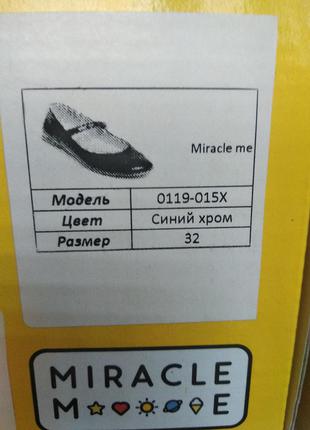 Miracle me
Модель 0119-015X
Цвет Синий хром
Размер 32
MIRACLE
M E